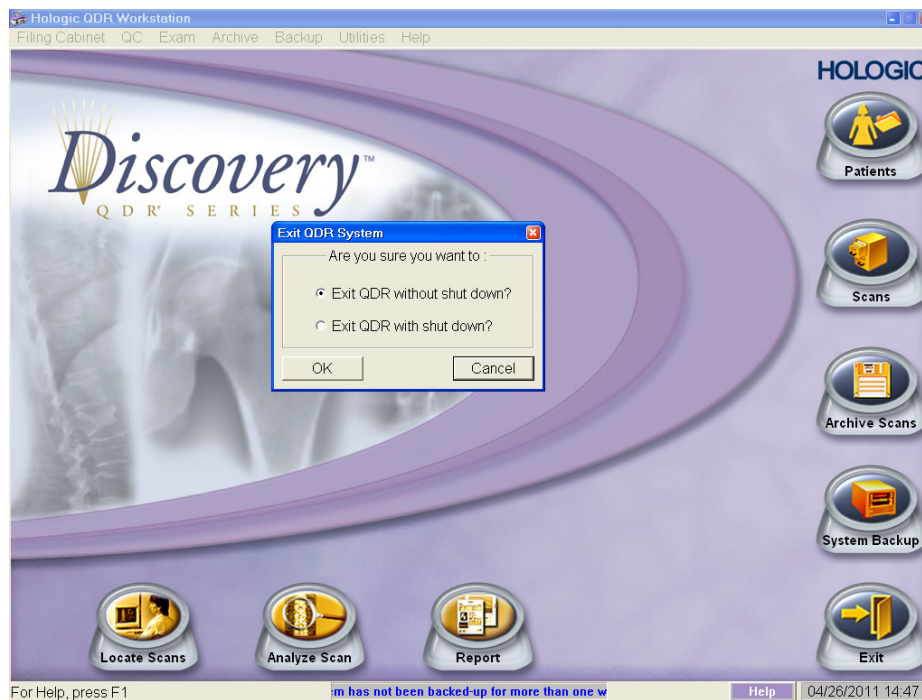 Hologic QDR Workstation
Filing Cabinet QC Exam Archive Backup Utilities Help
HOLOGIC
Discovery™
QDR® SERIES
Patients
Exit QDR System
Are you sure you want to :
Exit QDR without shut down?
Exit QDR with shut down?
OK Cancel
Scans
Archive Scans
System Backup
Locate Scans Analyze Scan Report Exit
For Help, press F1 m has not been backed-up for more than one w Help 04/26/2011 14:47